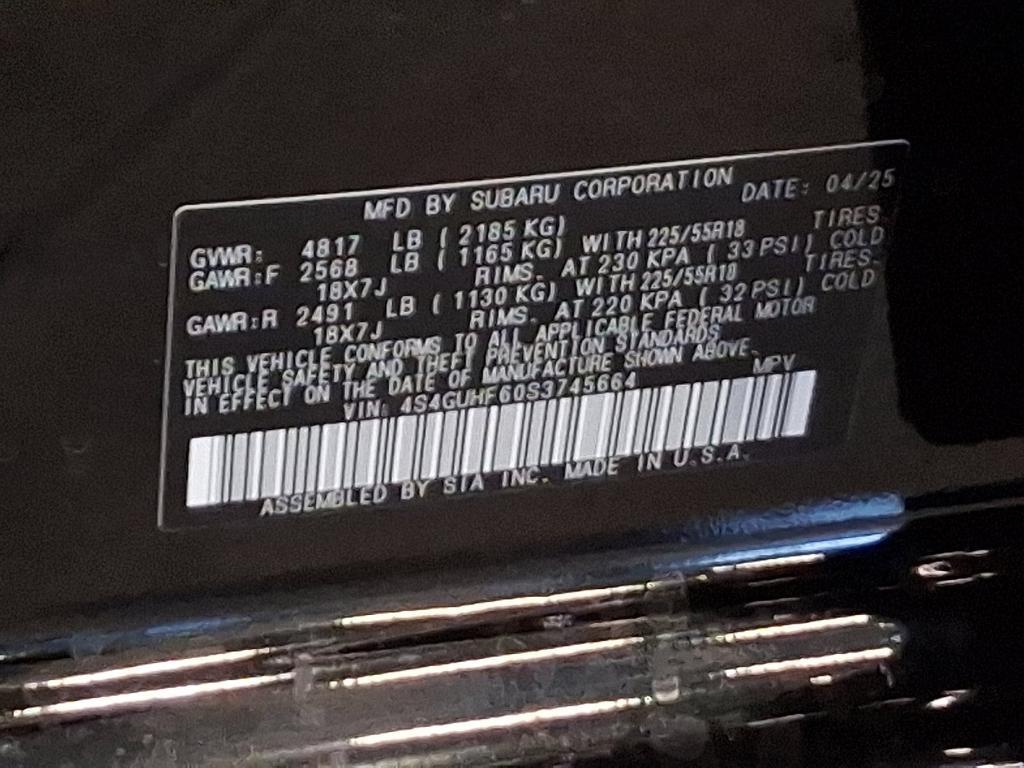 MFD BY SUBARU CORPORATION DATE: 04/25
GVWR: 4817 LB ( 2185 KG)
GAWR:F 2568 LB ( 1165 KG) WITH 225/55R18 TIRES.
18X7J RIMS. AT 230 KPA ( 33 PSI) COLD
GAWR:R 2491 LB ( 1130 KG) WITH 225/55R18 TIRES.
18X7J RIMS. AT 220 KPA ( 32 PSI) COLD
THIS VEHICLE CONFORMS TO ALL APPLICABLE FEDERAL MOTOR
VEHICLE SAFETY AND THEFT PREVENTION STANDARDS
IN EFFECT ON THE DATE OF MANUFACTURE SHOWN ABOVE.
VIN: 4S4GUHF60S3745664 MPV
ASSEMBLED BY SIA INC. MADE IN U.S.A.